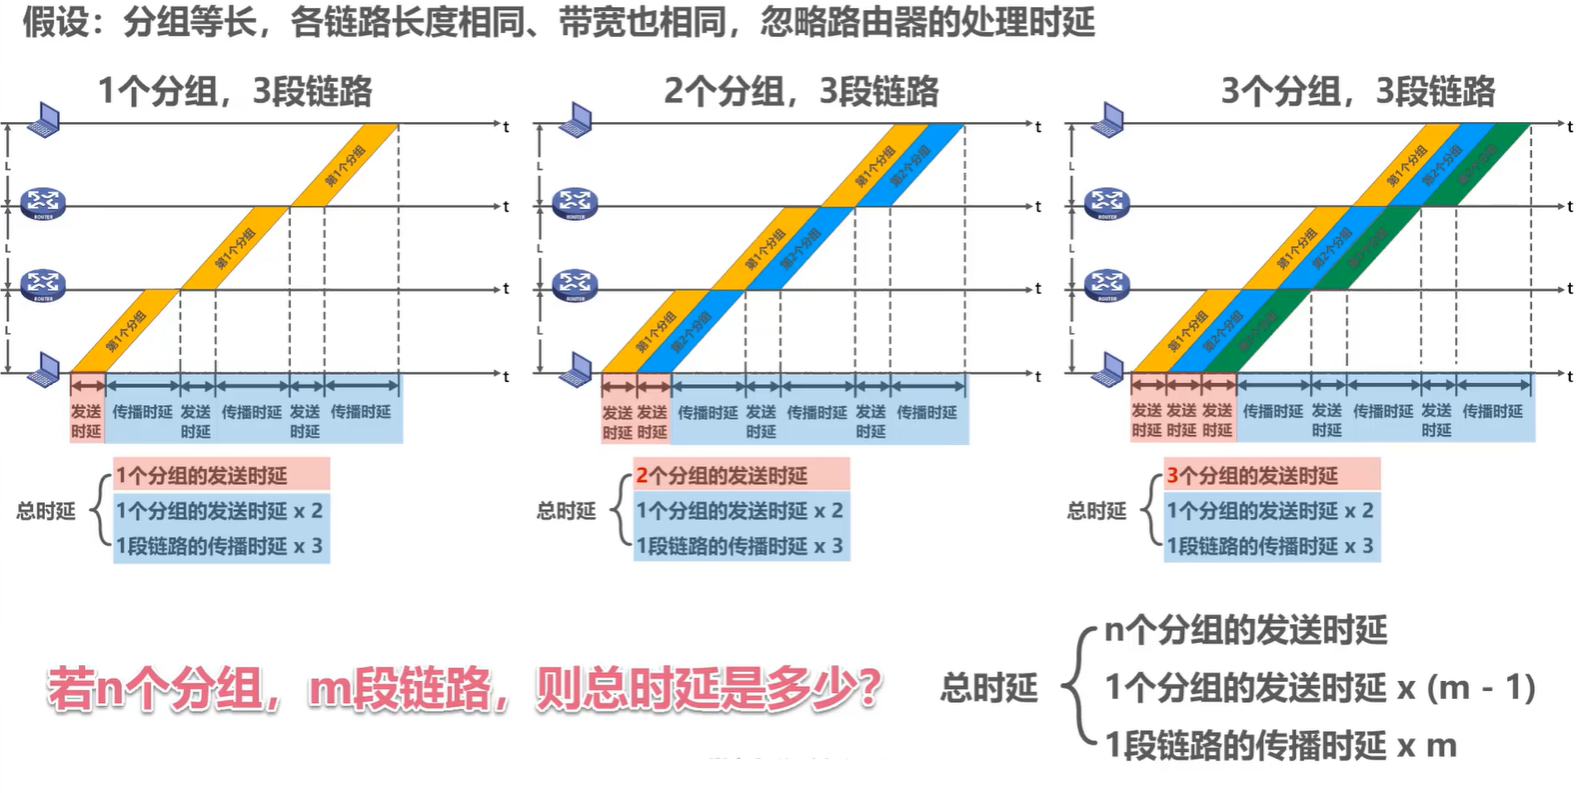 假设：分组等长，各链路长度相同、带宽也相同，忽略路由器的处理时延
1个分组，3段链路
t
L
ROUTER
t
L
ROUTER
t
L
t
第1个分组
第1个分组
第1个分组
发送时延
传播时延
发送时延
传播时延
发送时延
传播时延
总时延
1个分组的发送时延
1个分组的发送时延 x 2
1段链路的传播时延 x 3
2个分组，3段链路
t
L
ROUTER
t
L
ROUTER
t
L
t
第1个分组
第2个分组
第1个分组
第2个分组
第1个分组
第2个分组
发送时延
发送时延
传播时延
发送时延
传播时延
发送时延
传播时延
总时延
2个分组的发送时延
1个分组的发送时延 x 2
1段链路的传播时延 x 3
3个分组，3段链路
t
L
ROUTER
t
L
ROUTER
t
L
t
第1个分组
第2个分组
第3个分组
第1个分组
第2个分组
第3个分组
第1个分组
第2个分组
第3个分组
发送时延
发送时延
发送时延
传播时延
发送时延
传播时延
发送时延
传播时延
总时延
3个分组的发送时延
1个分组的发送时延 x 2
1段链路的传播时延 x 3
若n个分组，m段链路，则总时延是多少？
总时延
n个分组的发送时延
1个分组的发送时延 x (m - 1)
1段链路的传播时延 x m